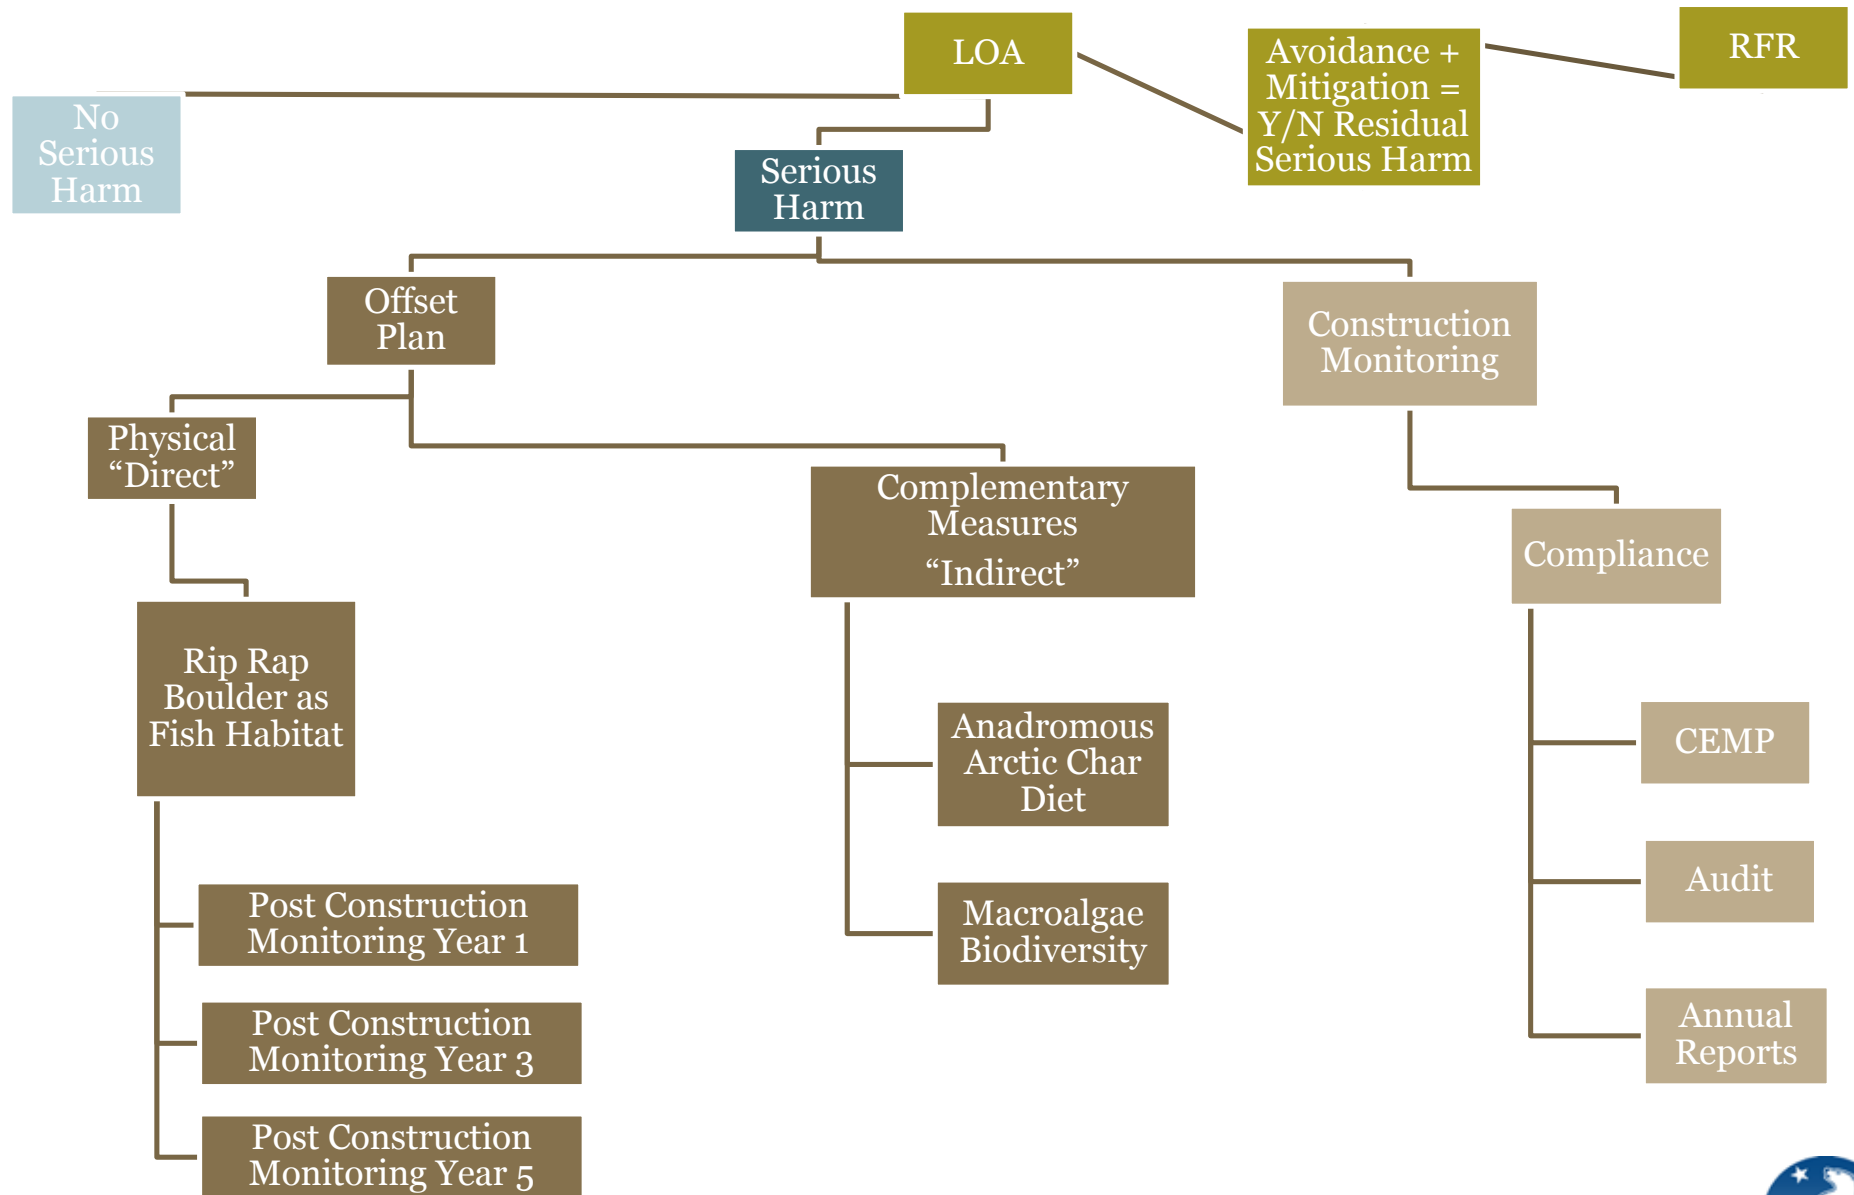 LOA
Avoidance +
Mitigation =
Y/N Residual
Serious Harm
RFR
No
Serious
Harm
Serious
Harm
Offset
Plan
Construction
Monitoring
Physical
“Direct”
Complementary
Measures
“Indirect”
Compliance
Rip Rap
Boulder as
Fish Habitat
Anadromous
Arctic Char
Diet
CEMP
Macroalgae
Biodiversity
Audit
Post Construction
Monitoring Year 1
Post Construction
Monitoring Year 3
Annual
Reports
Post Construction
Monitoring Year 5